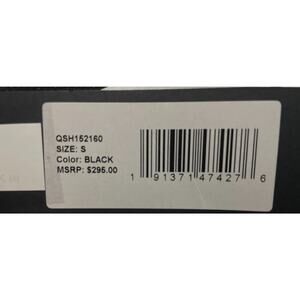 QSH152160
SIZE: S
Color: BLACK
MSRP: $295.00
1 91371 47427 6